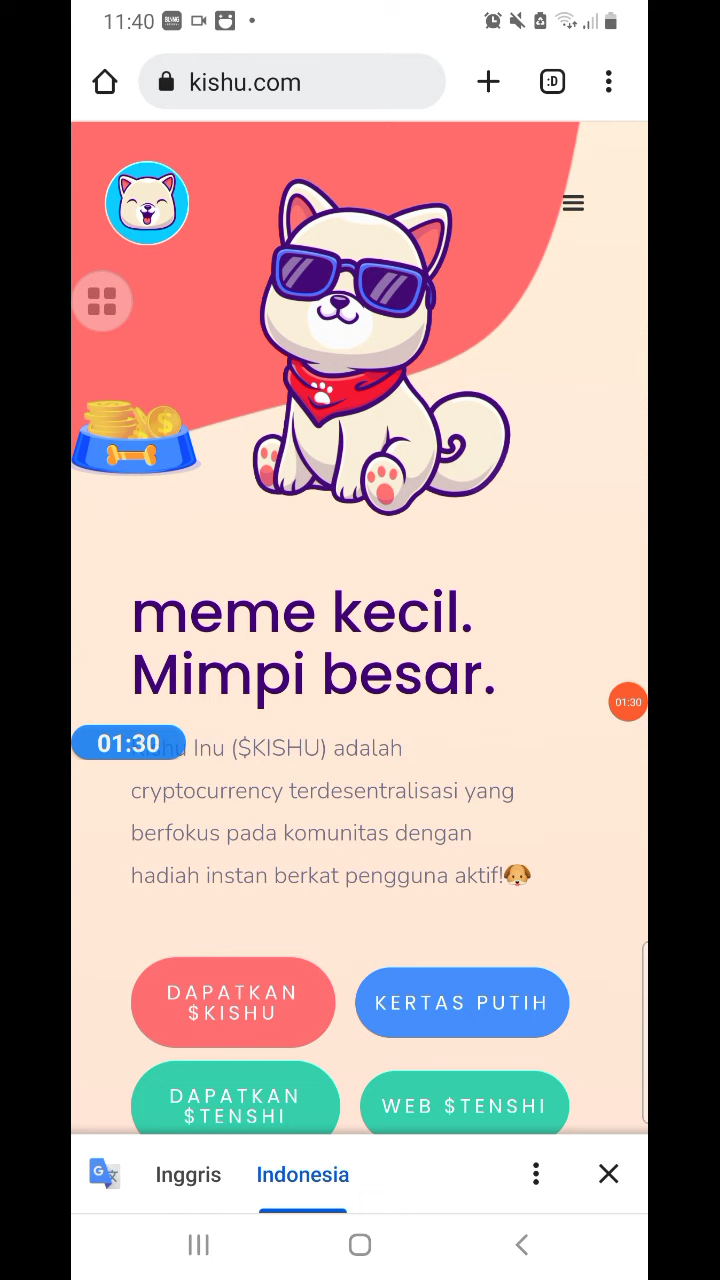 11:40
kishu.com
:D
meme kecil.
Mimpi besar.
01:30
01:30
Inu ($KISHU) adalah
cryptocurrency terdesentralisasi yang
berfokus pada komunitas dengan
hadiah instan berkat pengguna aktif!🐶
DAPATKAN
$KISHU
KERTAS PUTIH
DAPATKAN
$TENSHI
WEB $TENSHI
Inggris
Indonesia